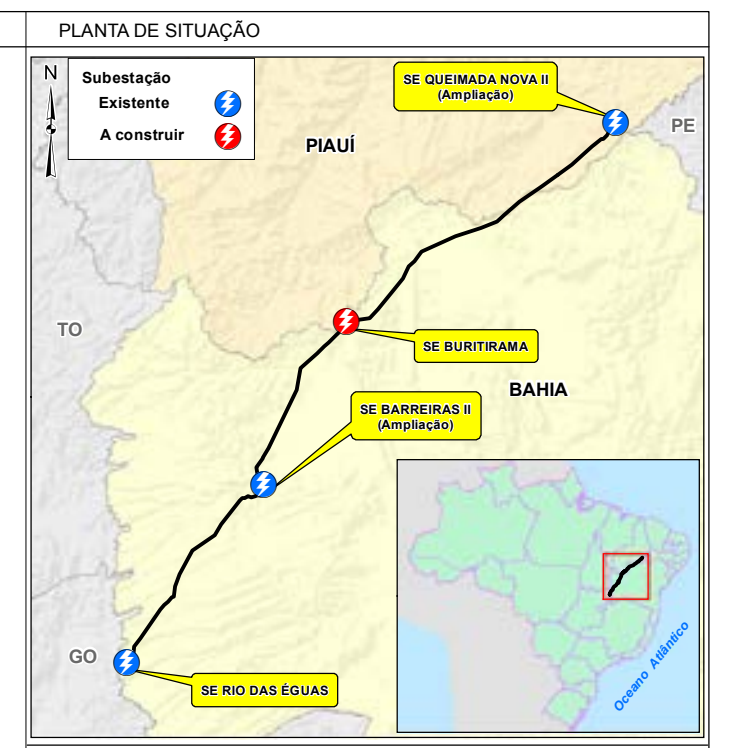 PLANTA DE SITUAÇÃO
N
Subestação
Existente
A construir
SE QUEIMADA NOVA II
(Ampliação)
PE
PIAUÍ
TO
SE BURITIRAMA
BAHIA
SE BARREIRAS II
(Ampliação)
GO
SE RIO DAS ÉGUAS
Oceano Atlântico